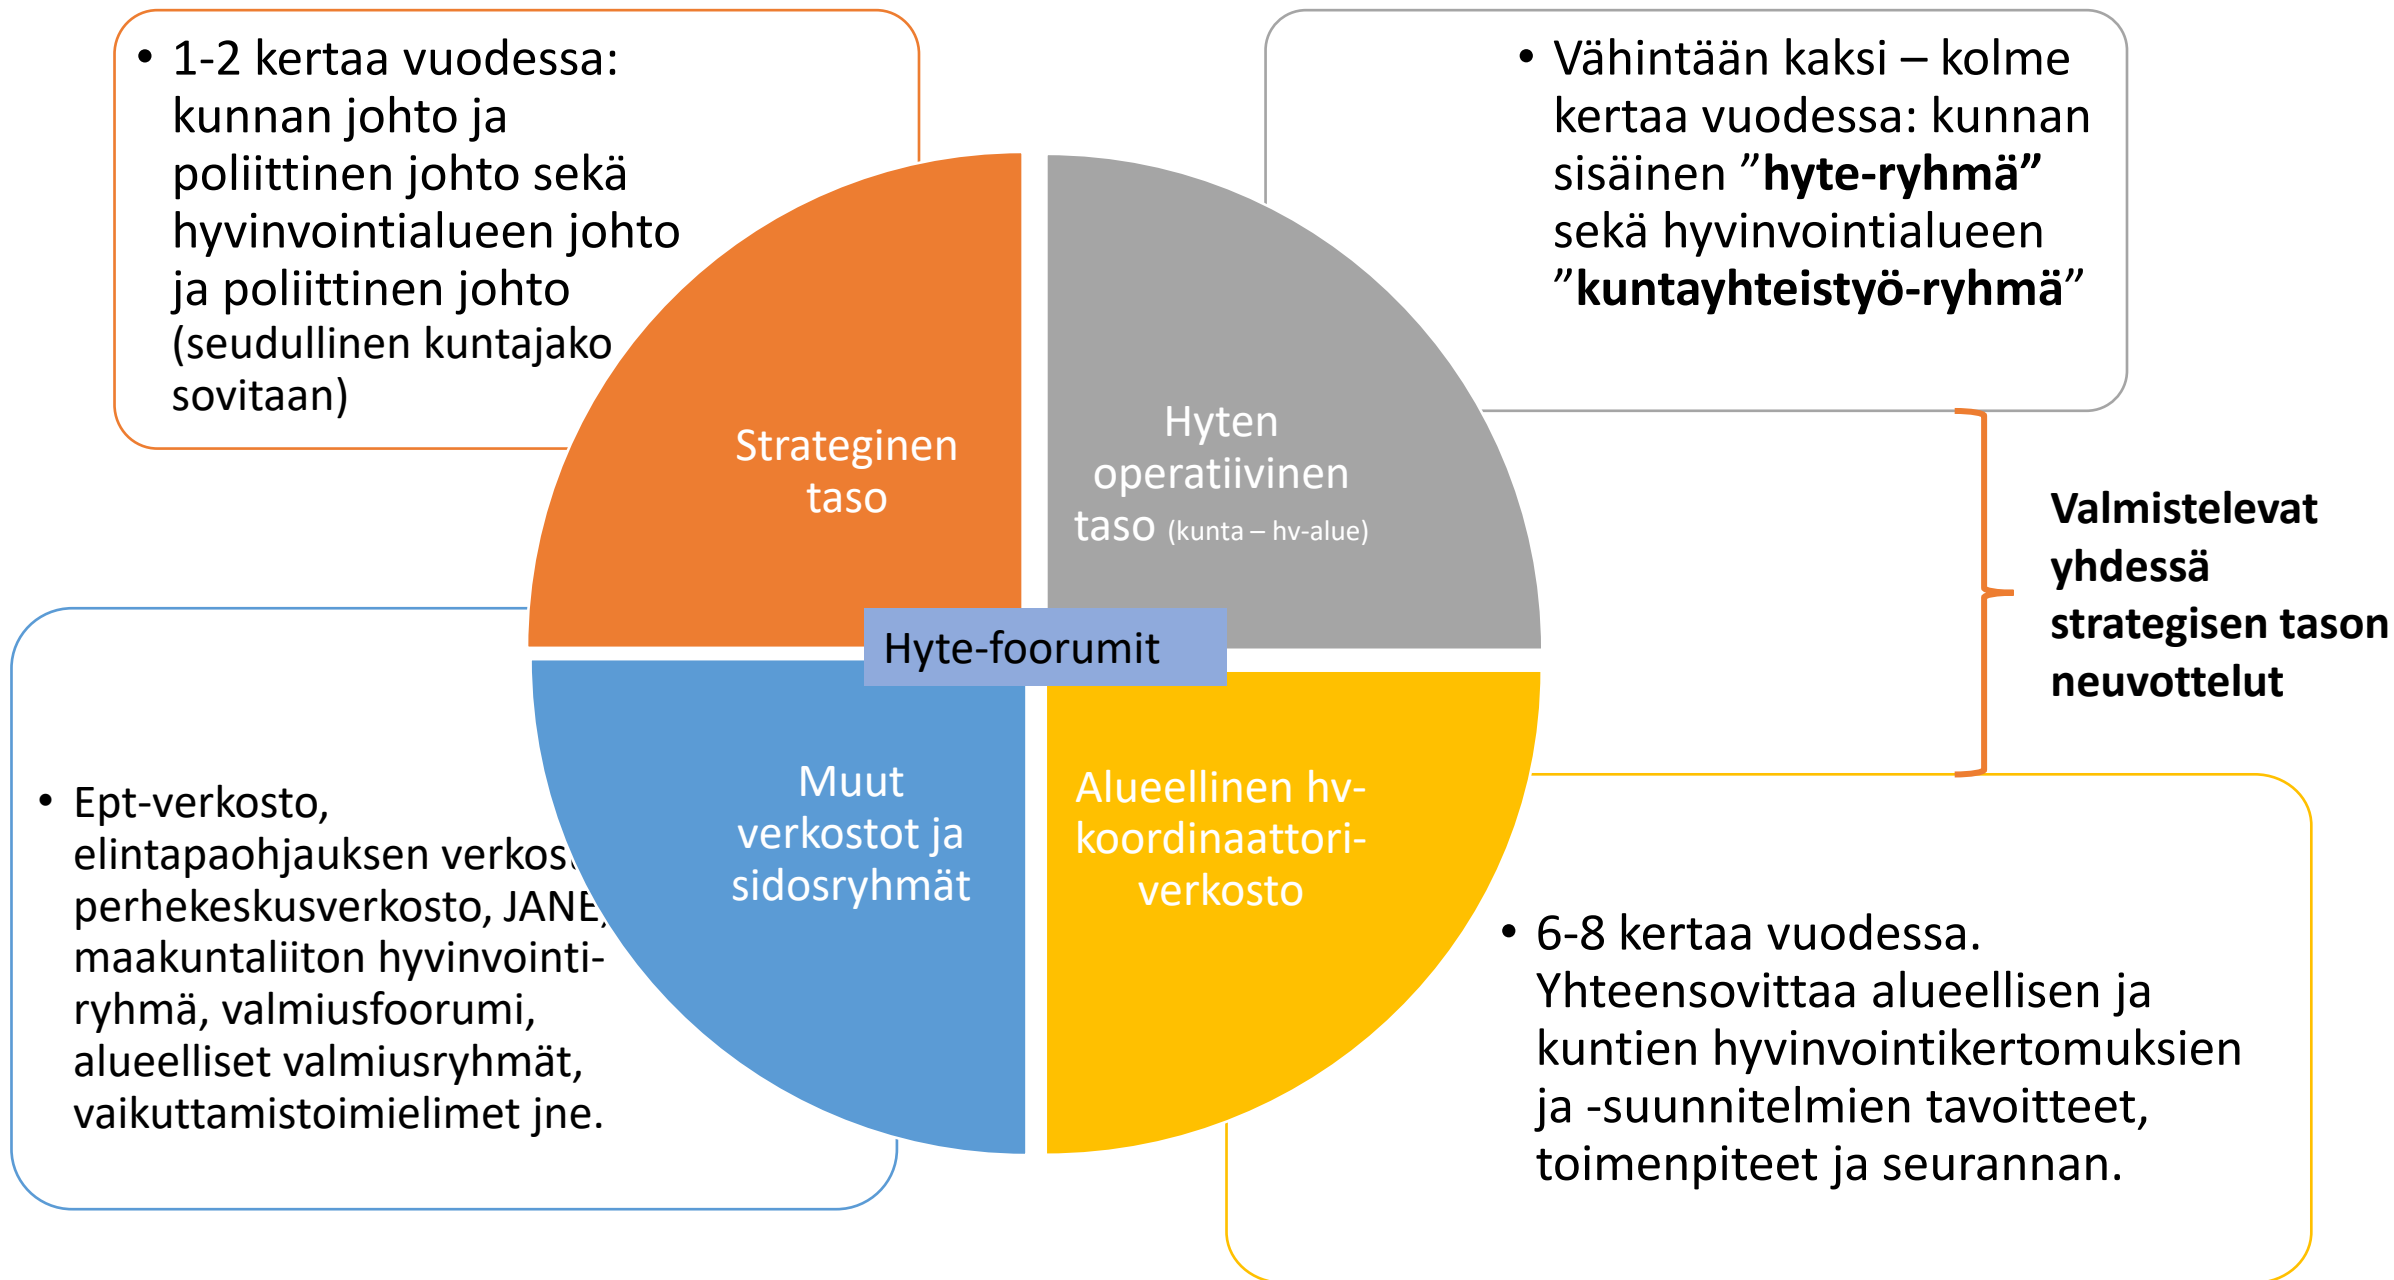 • 1-2 kertaa vuodessa:
kunnan johto ja
poliittinen johto sekä
hyvinvointialueen johto
ja poliittinen johto
(seudullinen kuntajako
sovitaan)
• Vähintään kaksi – kolme
kertaa vuodessa: kunnan
sisäinen ”hyte-ryhmä”
sekä hyvinvointialueen
”kuntayhteistyö-ryhmä”
Strateginen
taso
Hyten
operatiivinen
taso (kunta – hv-alue)
Valmistelevat
yhdessä
strategisen tason
neuvottelut
Hyte-foorumit
Muut
verkostot ja
sidosryhmät
Alueellinen hv-
koordinaattori-
verkosto
• Ept-verkosto,
elintapaohjauksen
perhekeskusverkosto, JANE,
maakuntaliiton hyvinvointi-
ryhmä, valmiusfoorumi,
alueelliset valmiusryhmät,
vaikuttamistoimielimet jne.
• 6-8 kertaa vuodessa.
Yhteensovittaa alueellisen ja
kuntien hyvinvointikertomuksien
ja -suunnitelmien tavoitteet,
toimenpiteet ja seurannan.